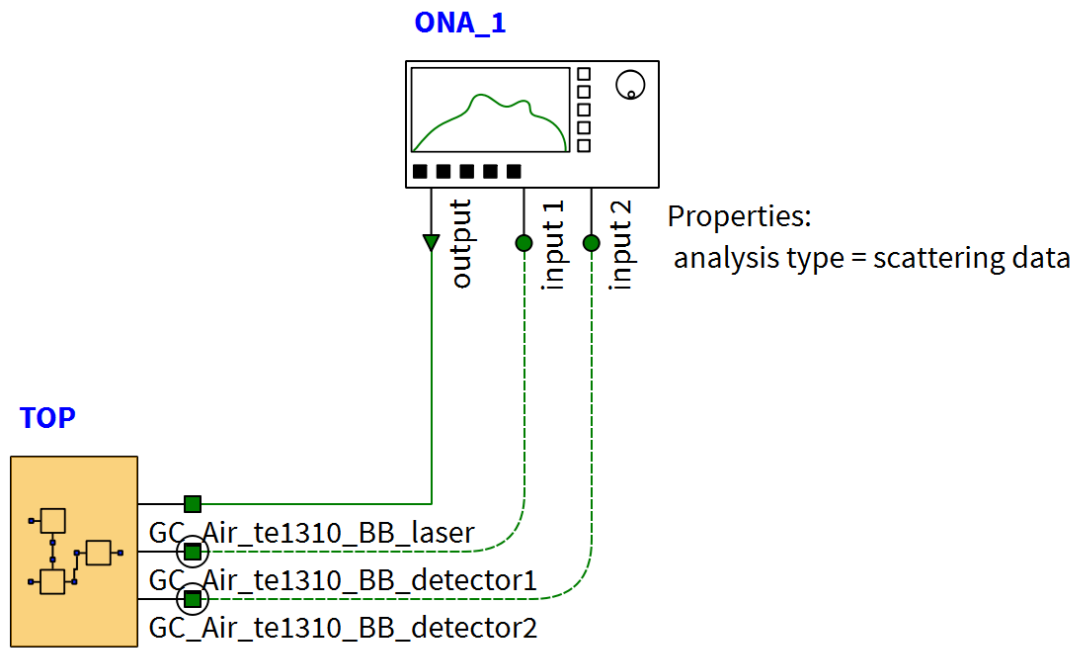 ONA_1
output
input 1
input 2
Properties:
analysis type = scattering data
TOP
GC_Air_te1310_BB_laser
GC_Air_te1310_BB_detector1
GC_Air_te1310_BB_detector2